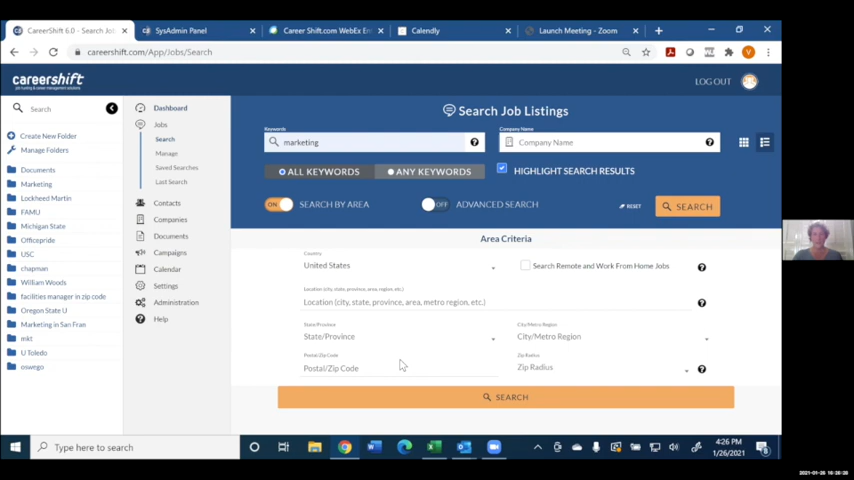 CareerShift 6.0 - Search Job
SysAdmin Panel
Career Shift.com WebEx En
Calendly
Launch Meeting - Zoom
careershift.com/App/Jobs/Search
careershift
job hunting & career management solutions
LOG OUT
Search
Create New Folder
Manage Folders
Documents
Marketing
Lockheed Martin
FAMU
Michigan State
Officepride
USC
chapman
William Woods
facilities manager in zip code
Oregon State U
Marketing in San Fran
mkt
U Toledo
oswngo
Dashboard
Jobs
Search
Manage
Saved Searches
Last Search
Contacts
Companies
Documents
Campaigns
Calendar
Settings
Administration
Help
Search Job Listings
Keywords
marketing
Company Name
Company Name
ALL KEYWORDS
ANY KEYWORDS
HIGHLIGHT SEARCH RESULTS
ON
SEARCH BY AREA
OFF
ADVANCED SEARCH
RESET
SEARCH
Area Criteria
Country
United States
Search Remote and Work From Home Jobs
Location (city, state, province, area, region, etc.)
Location (city, state, province, area, metro region, etc.)
State/Province
State/Province
City/Metro Region
City/Metro Region
Postal/Zip Code
Postal/Zip Code
Zip Radius
Zip Radius
SEARCH
Type here to search
4:26 PM
1/26/2021